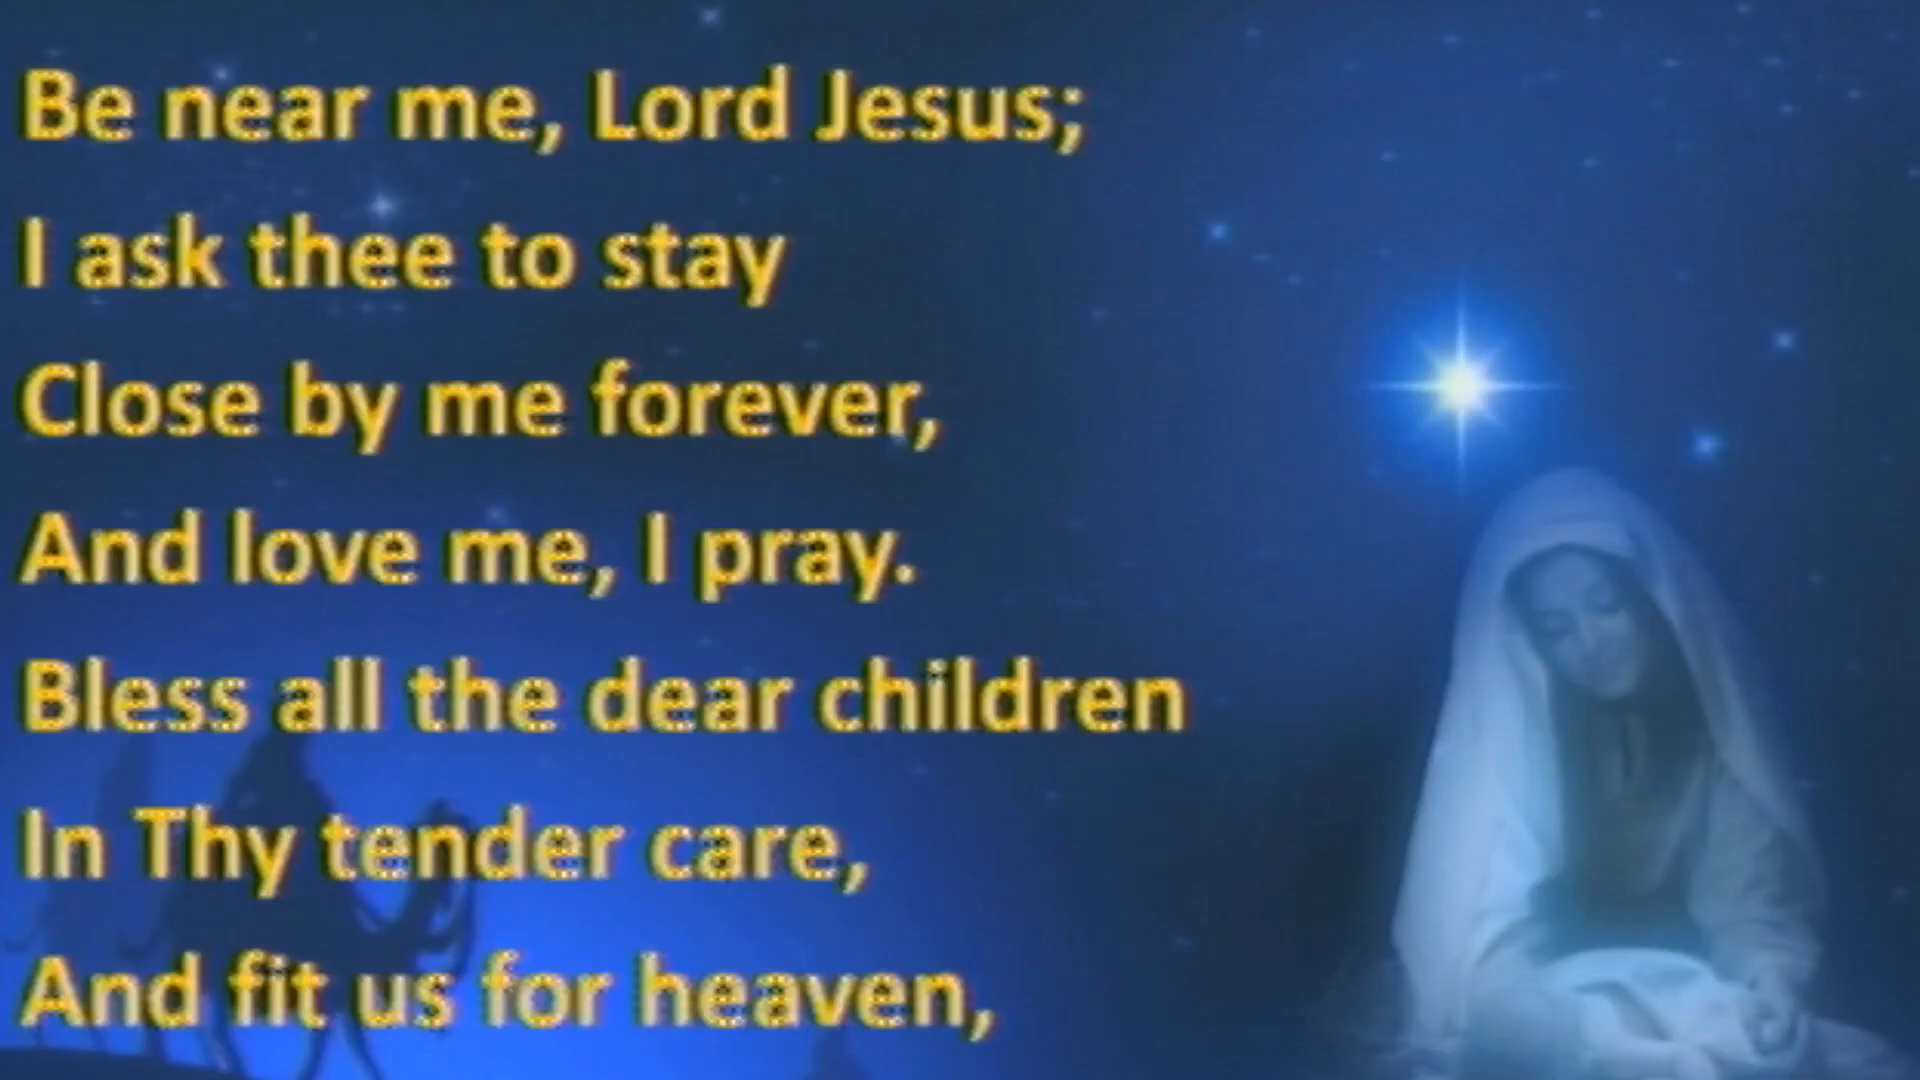 Be near me, Lord Jesus;
I ask thee to stay
Close by me forever,
And love me, I pray.
Bless all the dear children
In Thy tender care,
And fit us for heaven,